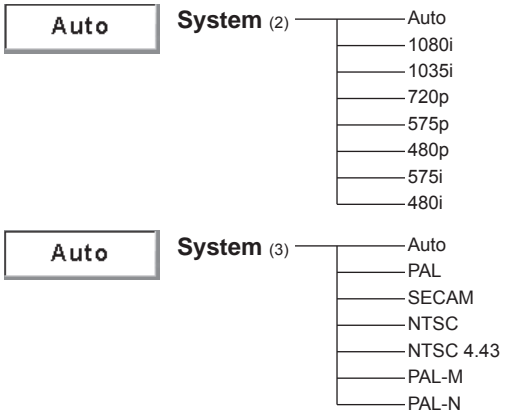 Auto
System (2)
Auto
1080i
1035i
720p
575p
480p
575i
480i
Auto
System (3)
Auto
PAL
SECAM
NTSC
NTSC 4.43
PAL-M
PAL-N